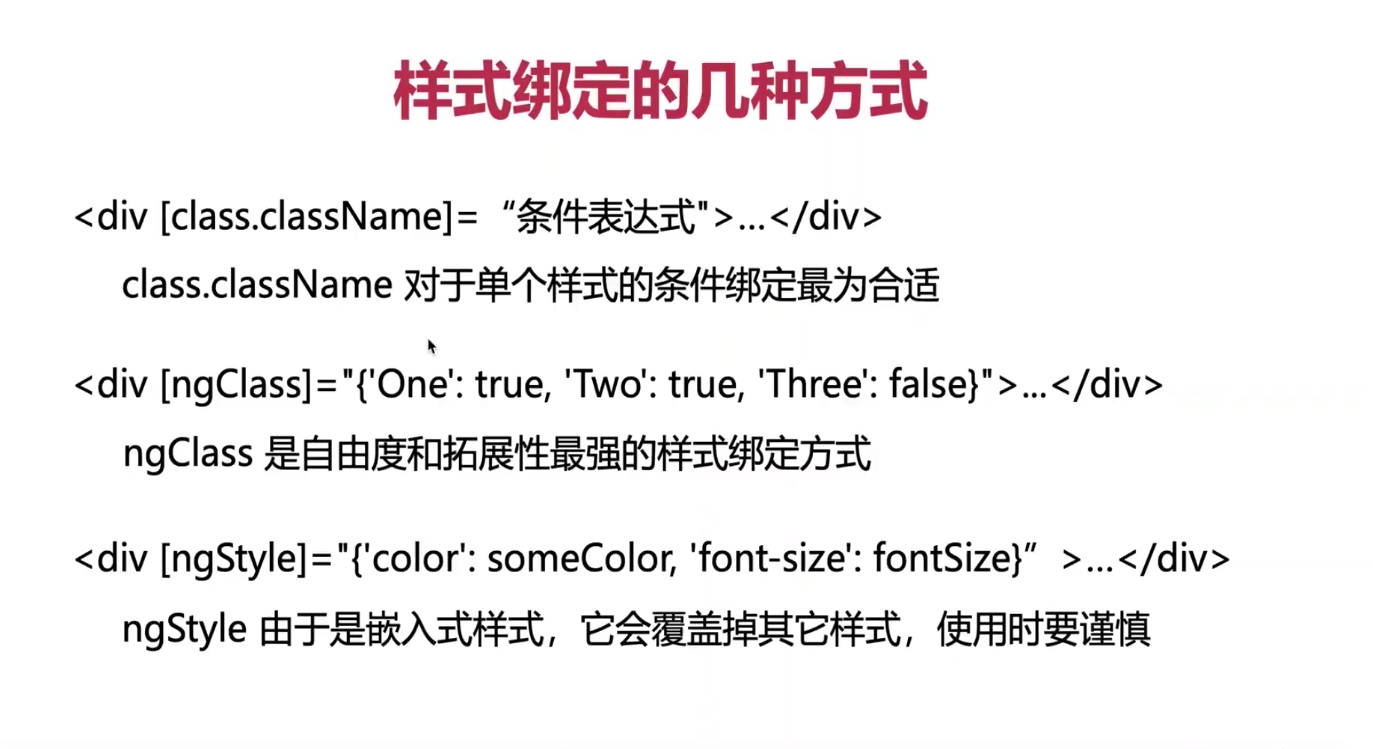 样式绑定的几种方式
<div [class.className]= “条件表达式">...</div>
class.className 对于单个样式的条件绑定最为合适
<div [ngClass]="{'One': true, 'Two': true, 'Three': false}">...</div>
ngClass 是自由度和拓展性最强的样式绑定方式
<div [ngStyle]="{'color': someColor, 'font-size': fontSize}” >...</div>
ngStyle 由于是嵌入式样式，它会覆盖掉其它样式，使用时要谨慎